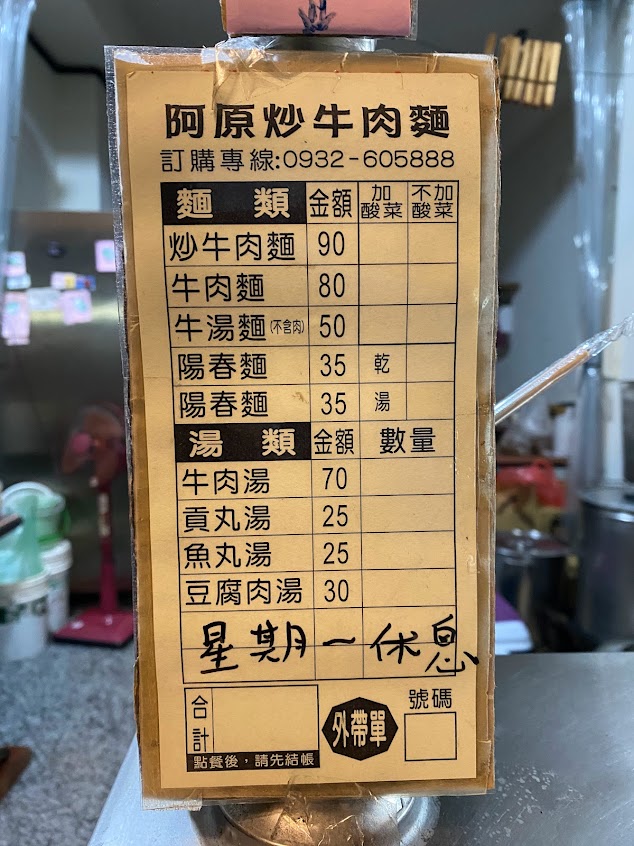 阿原炒牛肉麵
訂購專線:0932-605888
麵 類 金額 加酸菜 不加酸菜
炒牛肉麵 90
牛肉麵 80
牛湯麵(不含肉) 50
陽春麵 35 乾
陽春麵 35 湯
湯 類 金額 數量
牛肉湯 70
貢丸湯 25
魚丸湯 25
豆腐肉湯 30
星期一休息
合計 外帶單 號碼
點餐後,請先結帳